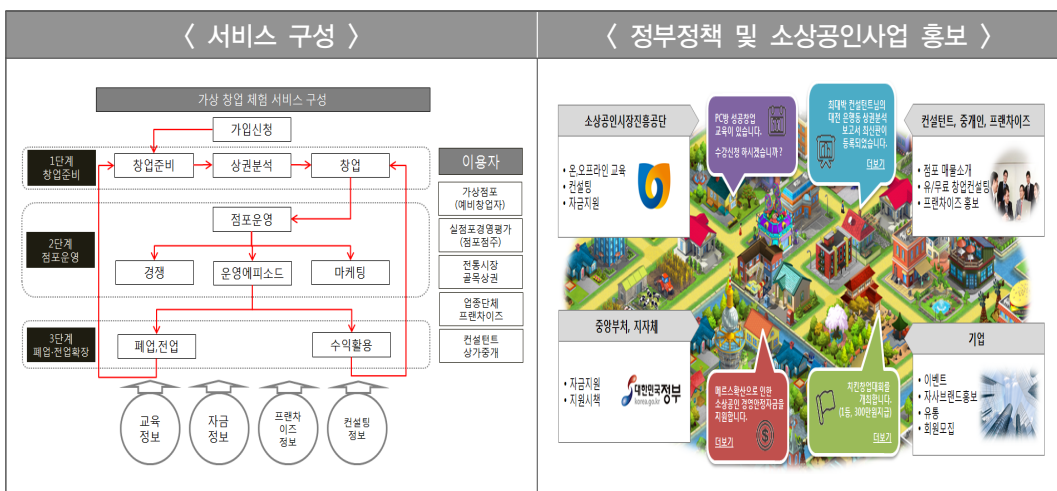 〈 서비스 구성 〉
가상 창업 체험 서비스 구성
가입신청
1단계
창업준비
창업준비
상권분석
창업
2단계
점포운영
점포운영
경쟁
운영에피소드
마케팅
3단계
폐업·전업확장
폐업,전업
수익활용
교육
정보
자금
정보
프랜차
이즈
정보
컨설팅
정보
이용자
가상점포
(예비창업자)
실점포경영평가
(점포점주)
전통시장
골목상권
업종단체
프랜차이즈
컨설턴트
상가중개
〈 정부정책 및 소상공인사업 홍보 〉
소상공인시장진흥공단
• 온,오프라인 교육
• 컨설팅
• 자금지원
PC방 성공창업
교육이 있습니다.
수강신청 하시겠습니까?
최대박 컨설턴트님의
대전 은행동 상권분석
보고서 최신판이
등록되었습니다.
더보기
컨설턴트, 중개인, 프랜차이즈
• 점포 매물소개
• 유/무료 창업컨설팅
• 프랜차이즈 홍보
중앙부처, 지자체
• 자금지원
• 지원시책
대한민국정부
korea.go.kr
메르스확산으로 인한
소상공인 경영안정자금을
지원합니다.
더보기
치킨창업대회를
개최합니다.
(1등, 300만원지급)
더보기
기업
• 이벤트
• 자사브랜드홍보
• 유통
• 회원모집